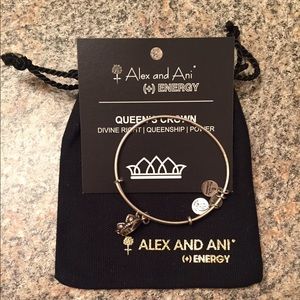 Alex and Ani
(+) ENERGY
QUEEN'S CROWN
DIVINE RIGHT | QUEENSHIP | POWER
ALEX AND ANI
(+) ENERGY